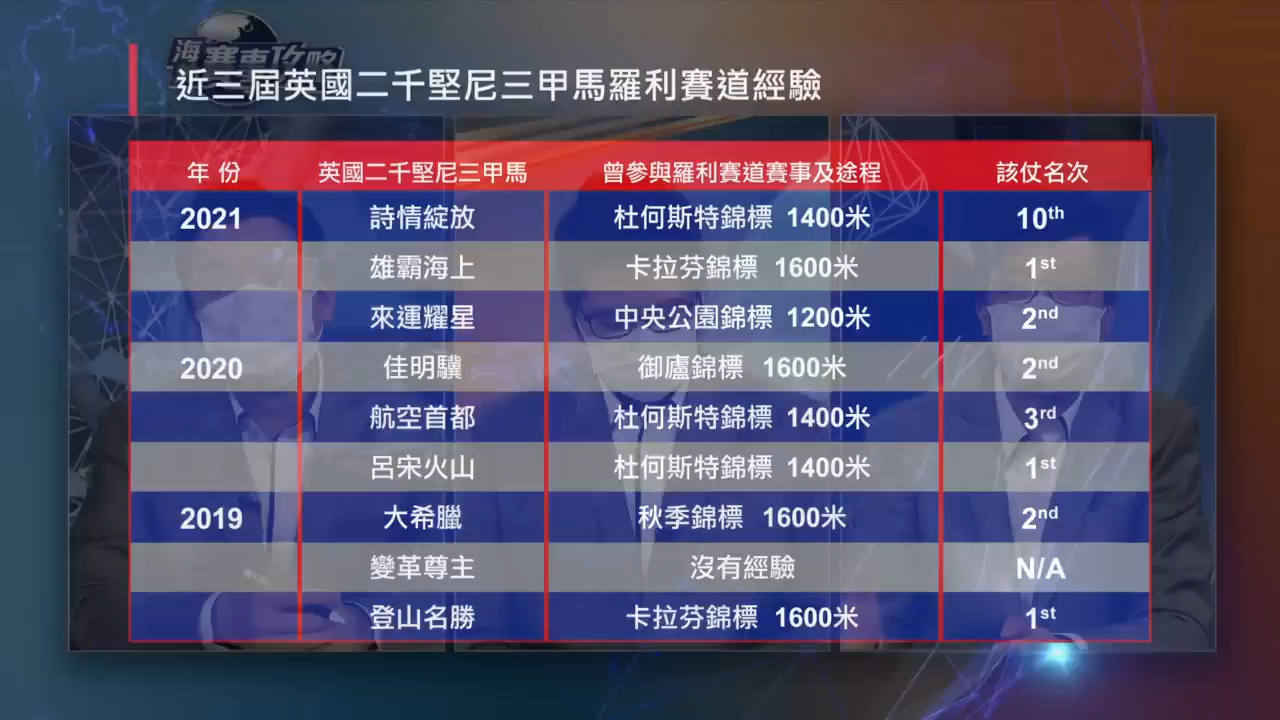 海賽事攻略
近三屆英國二千堅尼三甲馬羅利賽道經驗
年份 英國二千堅尼三甲馬 曾參與羅利賽道賽事及途程 該仗名次
2021 詩情綻放 杜何斯特錦標 1400米 10th
雄霸海上 卡拉芬錦標 1600米 1st
來運耀星 中央公園錦標 1200米 2nd
2020 佳明驥 御廬錦標 1600米 2nd
航空首都 杜何斯特錦標 1400米 3rd
呂宋火山 杜何斯特錦標 1400米 1st
2019 大希臘 秋季錦標 1600米 2nd
變革尊主 沒有經驗 N/A
登山名勝 卡拉芬錦標 1600米 1st